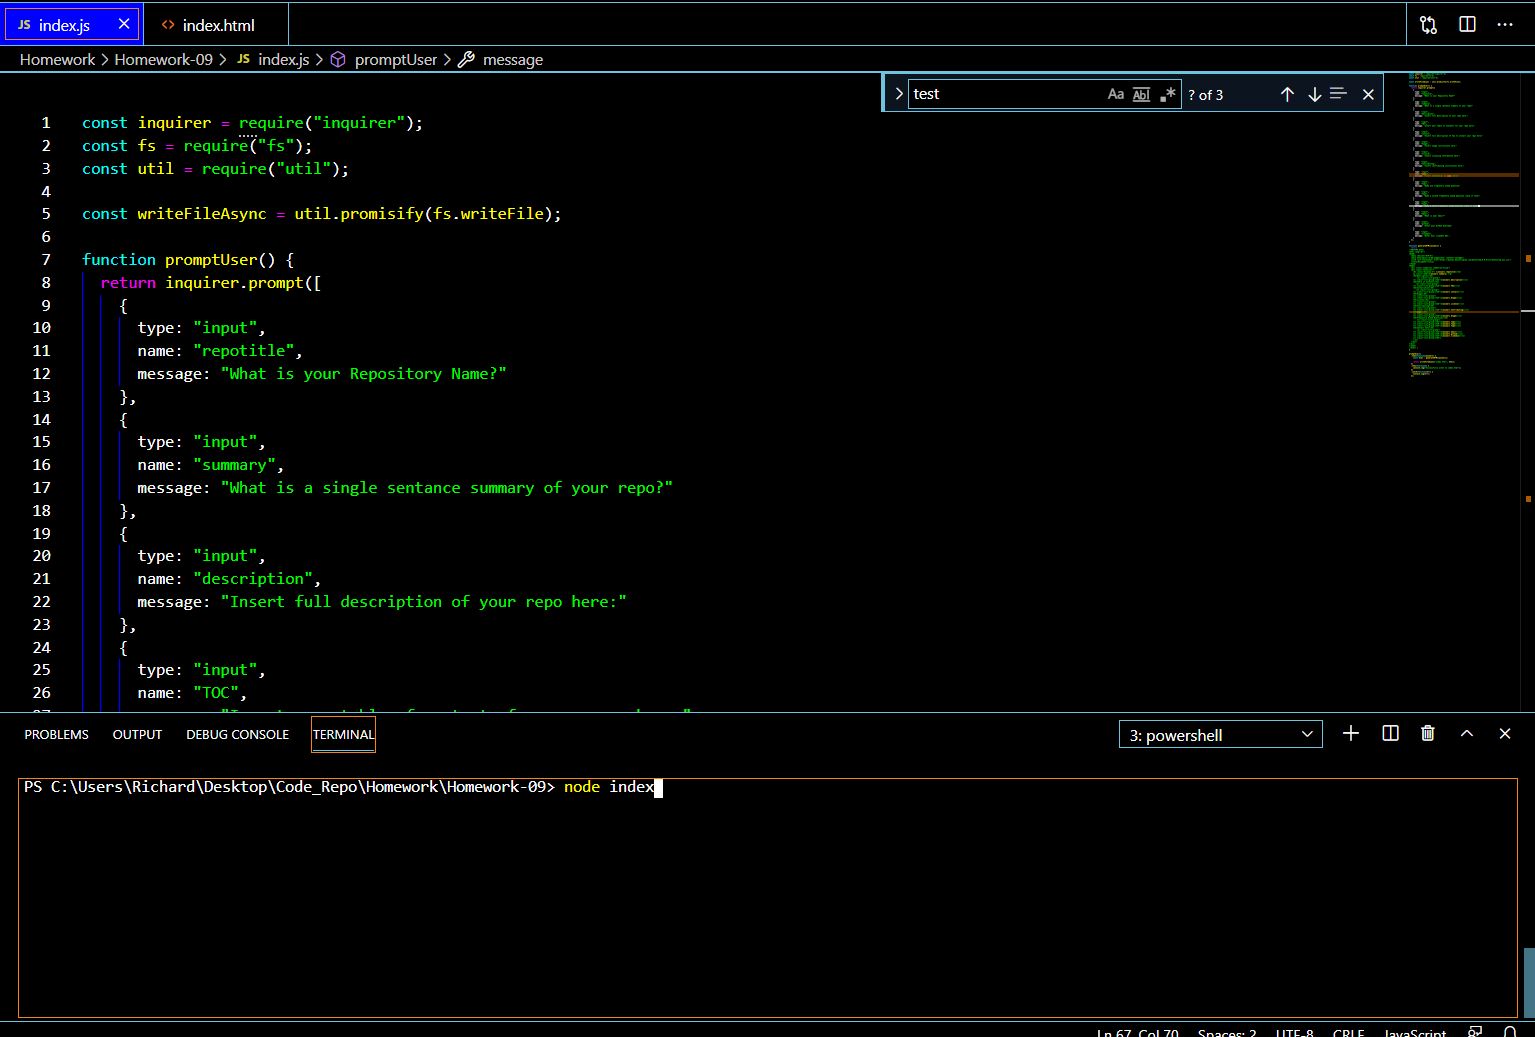 JS index.js × <> index.html
Homework > Homework-09 > JS index.js > promptUser > message
> test Aa Abl .* ? of 3
1 const inquirer = require("inquirer");
2 const fs = require("fs");
3 const util = require("util");
4
5 const writeFileAsync = util.promisify(fs.writeFile);
6
7 function promptUser() {
8 return inquirer.prompt([
9 {
10 type: "input",
11 name: "repotitle",
12 message: "What is your Repository Name?"
13 },
14 {
15 type: "input",
16 name: "summary",
17 message: "What is a single sentance summary of your repo?"
18 },
19 {
20 type: "input",
21 name: "description",
22 message: "Insert full description of your repo here:"
23 },
24 {
25 type: "input",
26 name: "TOC",
PROBLEMS OUTPUT DEBUG CONSOLE TERMINAL 3: powershell
PS C:\Users\Richard\Desktop\Code_Repo\Homework\Homework-09> node index
Ln 67, Col 70 Spaces: 2 UTF-8 CRLF JavaScript